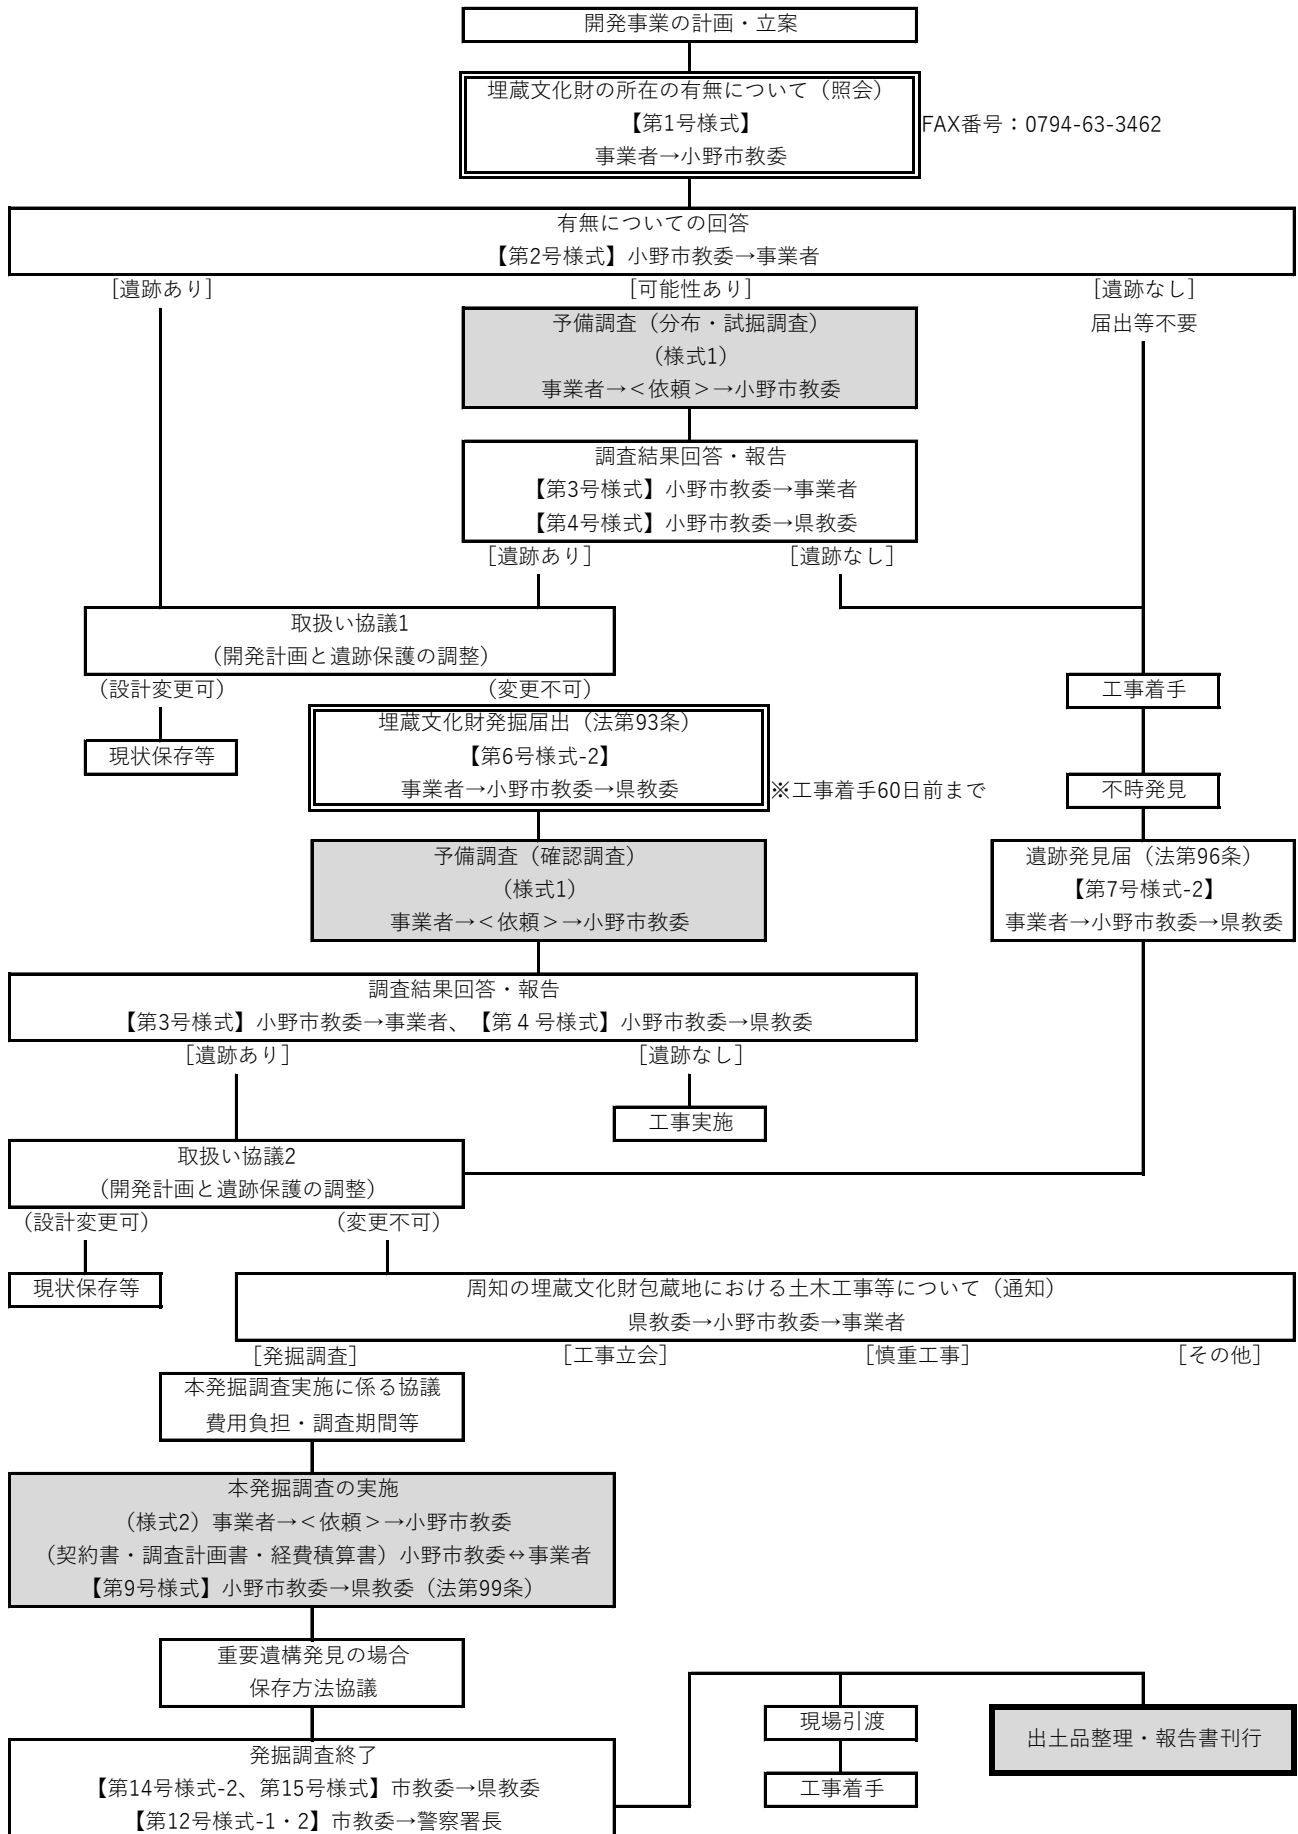 開発事業の計画・立案
埋蔵文化財の所在の有無について（照会）
【第1号様式】
事業者→小野市教委
FAX番号：0794-63-3462
有無についての回答
【第2号様式】小野市教委→事業者
［遺跡あり］
［可能性あり］
［遺跡なし］
届出等不要
予備調査（分布・試掘調査）
（様式1）
事業者→＜依頼＞→小野市教委
調査結果回答・報告
【第3号様式】小野市教委→事業者
【第4号様式】小野市教委→県教委
［遺跡あり］
［遺跡なし］
取扱い協議1
（開発計画と遺跡保護の調整）
（設計変更可）
（変更不可）
現状保存等
埋蔵文化財発掘届出（法第93条）
【第6号様式-2】
事業者→小野市教委→県教委
※工事着手60日前まで
工事着手
不時発見
予備調査（確認調査）
（様式1）
事業者→＜依頼＞→小野市教委
遺跡発見届（法第96条）
【第7号様式-2】
事業者→小野市教委→県教委
調査結果回答・報告
【第3号様式】小野市教委→事業者、【第４号様式】小野市教委→県教委
［遺跡あり］
［遺跡なし］
工事実施
取扱い協議2
（開発計画と遺跡保護の調整）
（設計変更可）
（変更不可）
現状保存等
周知の埋蔵文化財包蔵地における土木工事等について（通知）
県教委→小野市教委→事業者
［発掘調査］
［工事立会］
［慎重工事］
［その他］
本発掘調査実施に係る協議
費用負担・調査期間等
本発掘調査の実施
（様式2）事業者→＜依頼＞→小野市教委
（契約書・調査計画書・経費積算書）小野市教委↔事業者
【第9号様式】小野市教委→県教委（法第99条）
重要遺構発見の場合
保存方法協議
発掘調査終了
【第14号様式-2、第15号様式】市教委→県教委
【第12号様式-1・2】市教委→警察署長
現場引渡
工事着手
出土品整理・報告書刊行